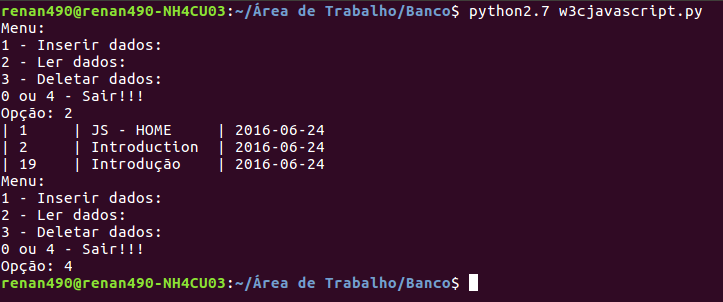 renan490@renan490-NH4CU03:~/Área de Trabalho/Banco$ python2.7 w3cjavascript.py
Menu:
1 - Inserir dados:
2 - Ler dados:
3 - Deletar dados:
0 ou 4 - Sair!!!
Opção: 2
| 1     | JS - HOME     | 2016-06-24
| 2     | Introduction  | 2016-06-24
| 19    | Introdução    | 2016-06-24
Menu:
1 - Inserir dados:
2 - Ler dados:
3 - Deletar dados:
0 ou 4 - Sair!!!
Opção: 4
renan490@renan490-NH4CU03:~/Área de Trabalho/Banco$